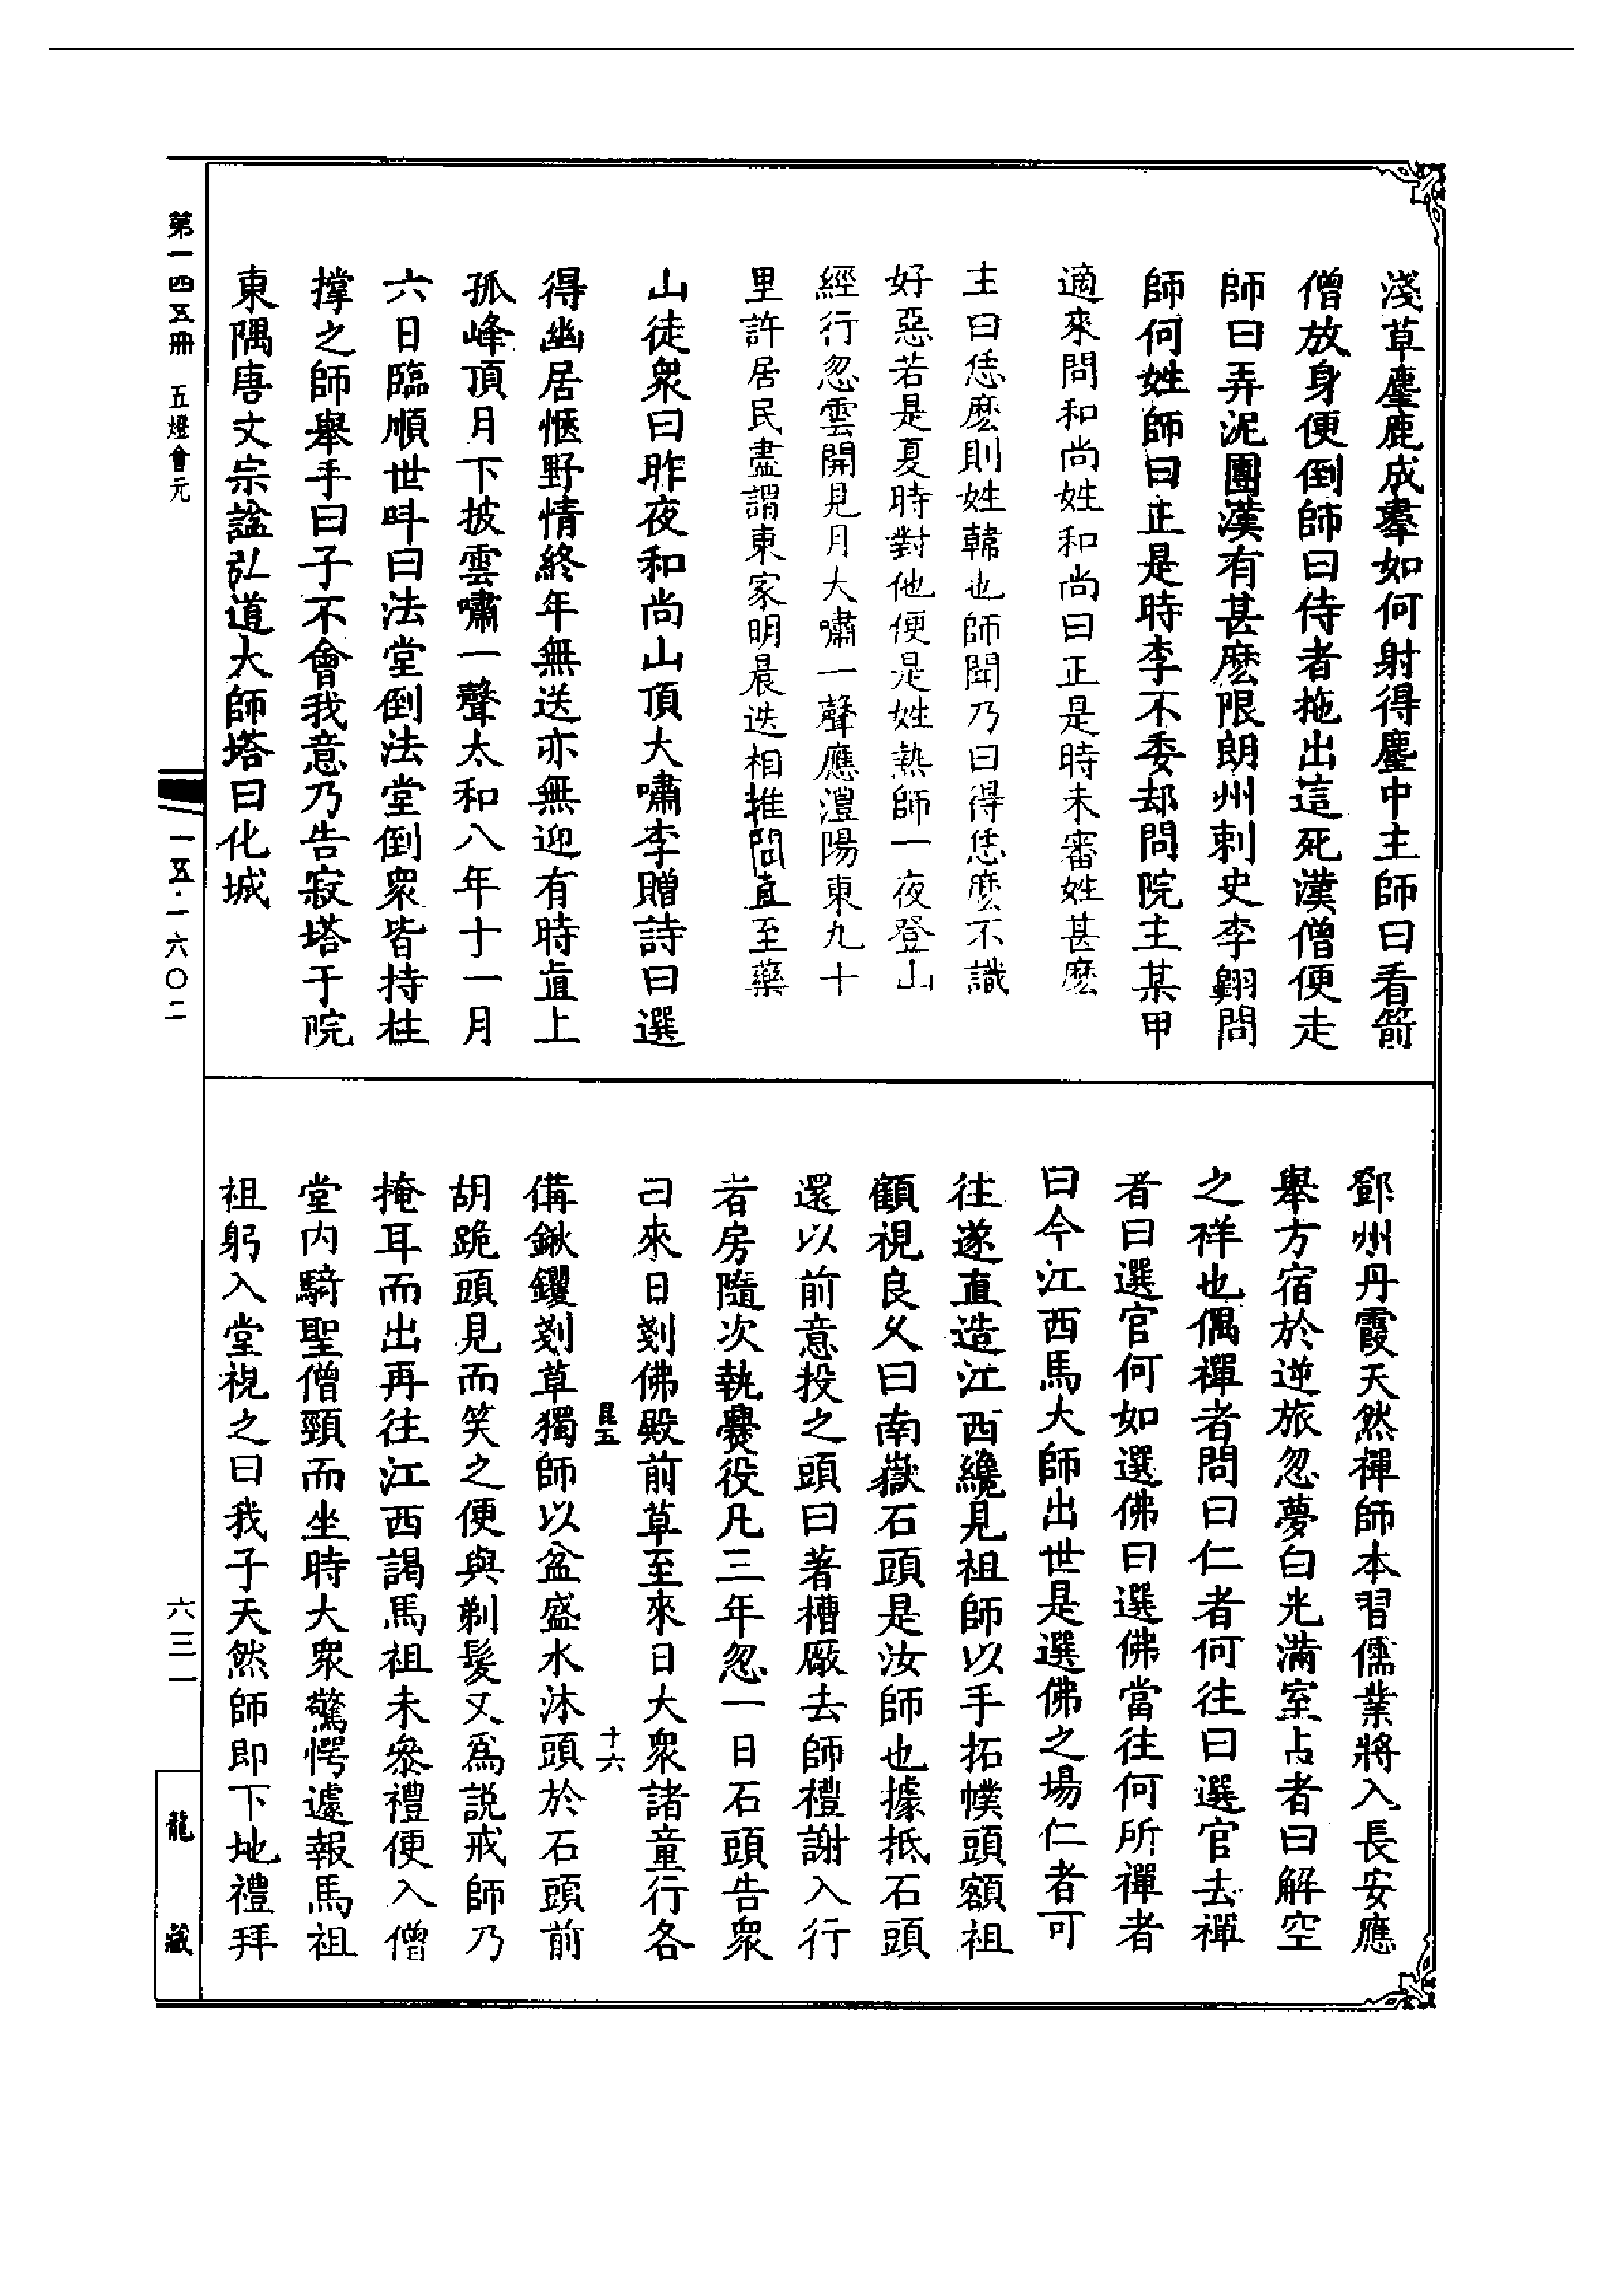 淺草麈鹿成羣如何射得麈中主師曰看箭
僧放身便倒師曰侍者拖出這死漢僧便走
師曰弄泥團漢有甚麽限朗州刺史李翺問
師何姓師曰正是時李不委却問院主某甲
適來問和尚姓和尚曰正是時未審姓甚麽
主曰恁麽則姓韓也師聞乃曰得恁麽不識
好惡若是夏時對他便是姓熱師一夜登山
經行忽雲開見月大嘯一聲應澧陽東九十
里許居民盡謂東家明晨迭相推問直至藥
山徒衆曰昨夜和尚山頂大嘯李贈詩曰選
得幽居愜野情終年無送亦無迎有時直上
孤峰頂月下披雲嘯一聲太和八年十一月
六日臨順世呌曰法堂倒法堂倒衆皆持柱
撑之師舉手曰子不會我意乃告寂塔于院
東隅唐文宗諡弘道大師塔曰化城
鄧州丹霞天然禪師本習儒業將入長安應
舉方宿於逆旅忽夢白光滿室占者曰解空
之祥也偶禪者問曰仁者何往曰選官去禪
者曰選官何如選佛曰選佛當往何所禪者
曰今江西馬大師出世是選佛之場仁者可
往遂直造江西纔見祖師以手拓幞頭額祖
顧視良久曰南嶽石頭是汝師也據抵石頭
還以前意投之頭曰著槽廠去師禮謝入行
者房隨次執爨役凡三年忽一日石頭告衆
曰來日剗佛殿前草至來日大衆諸童行各
昆五 十六
備鍬钁剗草獨師以盆盛水沐頭於石頭前
胡跪頭見而笑之便與剃髮又爲説戒師乃
掩耳而出再往江西謁馬祖未參禮便入僧
堂内騎聖僧頸而坐時大衆驚愕遽報馬祖
祖躬入堂視之曰我子天然師即下地禮拜
第一四五冊 五燈會元
一五·一六〇二
六三一
龍藏